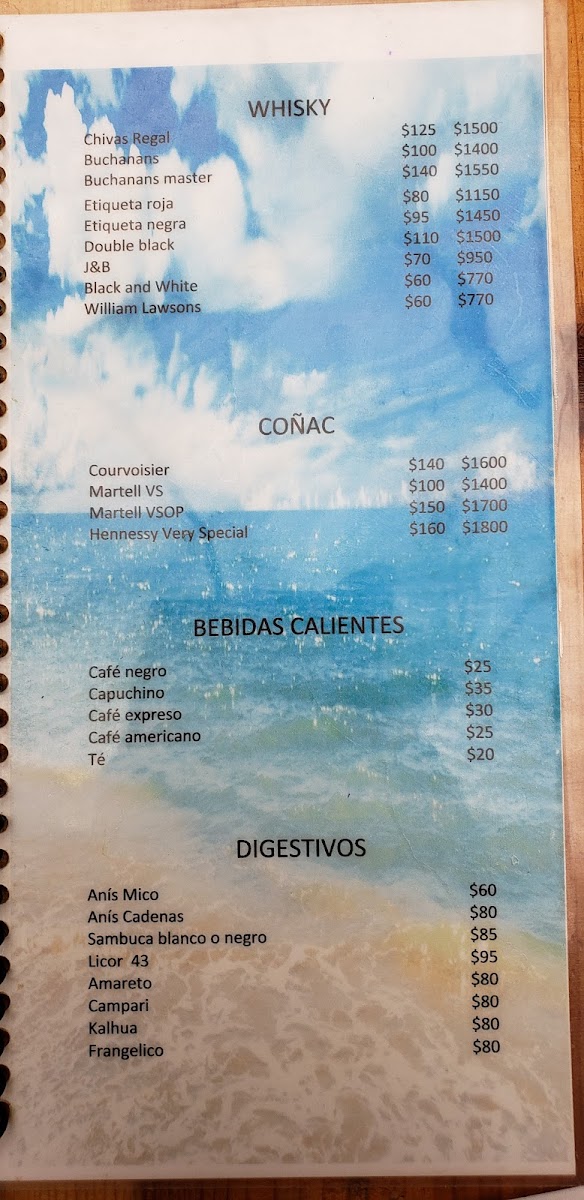 WHISKY
Chivas Regal $125 $1500
Buchanans $100 $1400
Buchanans master $140 $1550
Etiqueta roja $80 $1150
Etiqueta negra $95 $1450
Double black $110 $1500
J&B $70 $950
Black and White $60 $770
William Lawsons $60 $770
COÑAC
Courvoisier $140 $1600
Martell VS $100 $1400
Martell VSOP $150 $1700
Hennessy Very Special $160 $1800
BEBIDAS CALIENTES
Café negro $25
Capuchino $35
Café expreso $30
Café americano $25
Té $20
DIGESTIVOS
Anís Mico $60
Anís Cadenas $80
Sambuca blanco o negro $85
Licor 43 $95
Amareto $80
Campari $80
Kalhua $80
Frangelico $80